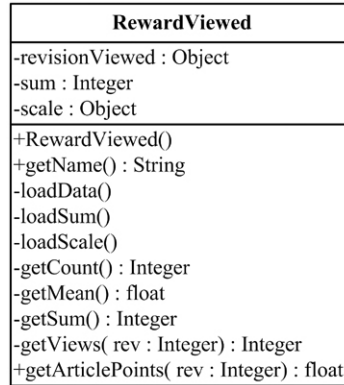 RewardViewed
-revisionViewed : Object
-sum : Integer
-scale : Object
+RewardViewed()
+getName() : String
-loadData()
-loadSum()
-loadScale()
-getCount() : Integer
-getMean() : float
-getSum() : Integer
-getViews( rev : Integer) : Integer
+getArticlePoints( rev : Integer) : float